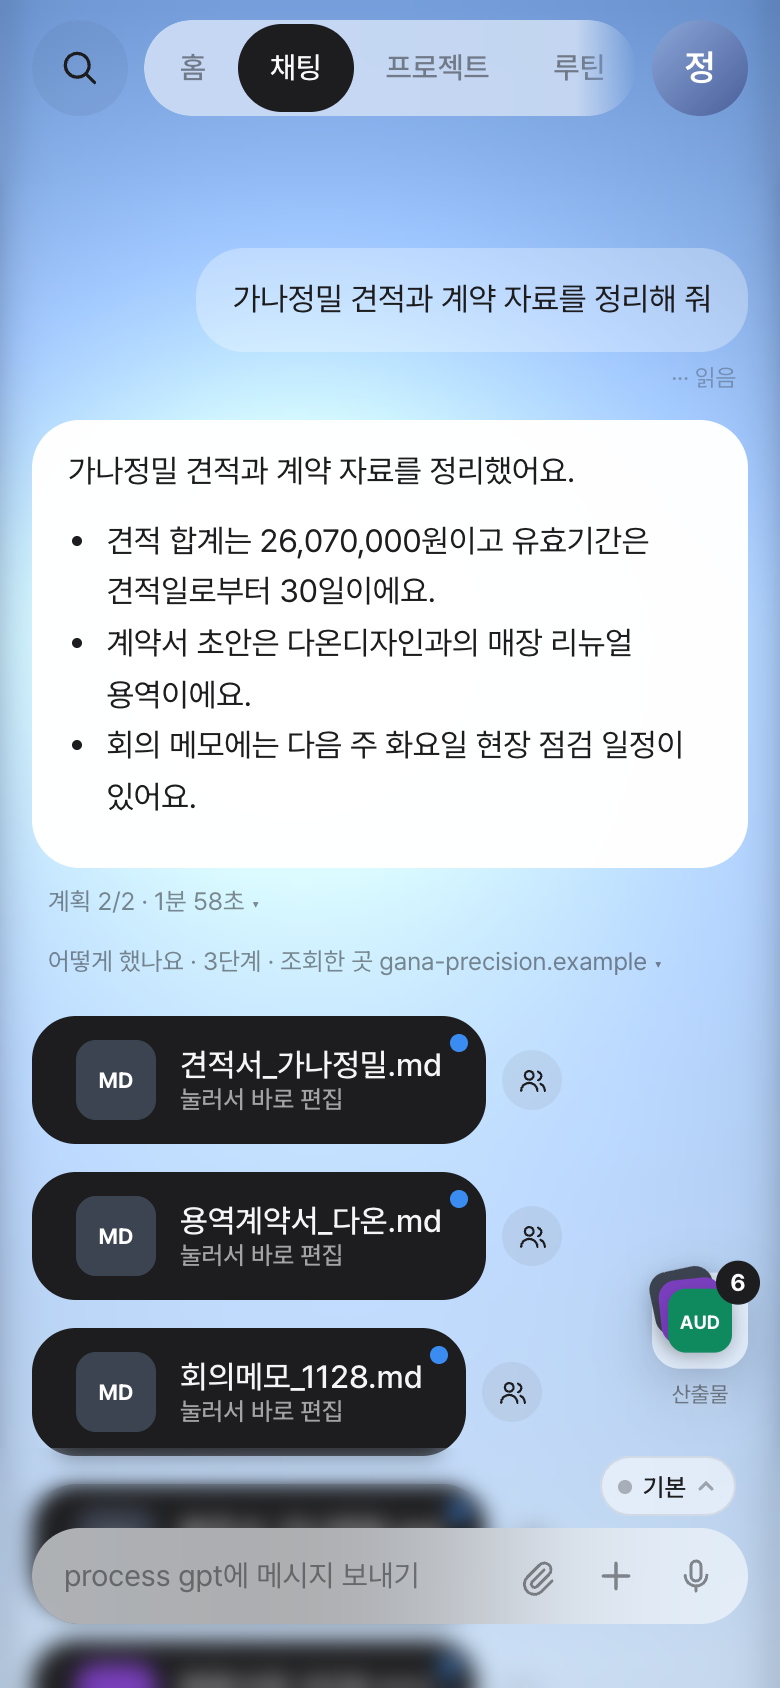 홈
채팅
프로젝트
루틴
정
가나정밀 견적과 계약 자료를 정리해 줘
··· 읽음
가나정밀 견적과 계약 자료를 정리했어요.
• 견적 합계는 26,070,000원이고 유효기간은
견적일로부터 30일이에요.
• 계약서 초안은 다온디자인과의 매장 리뉴얼
용역이에요.
• 회의 메모에는 다음 주 화요일 현장 점검 일정이
있어요.
계획 2/2 · 1분 58초 ▾
어떻게 했나요 · 3단계 · 조회한 곳 gana-precision.example ▾
MD
견적서_가나정밀.md
눌러서 바로 편집
MD
용역계약서_다온.md
눌러서 바로 편집
6
AUD
산출물
MD
회의메모_1128.md
눌러서 바로 편집
기본
process gpt에 메시지 보내기